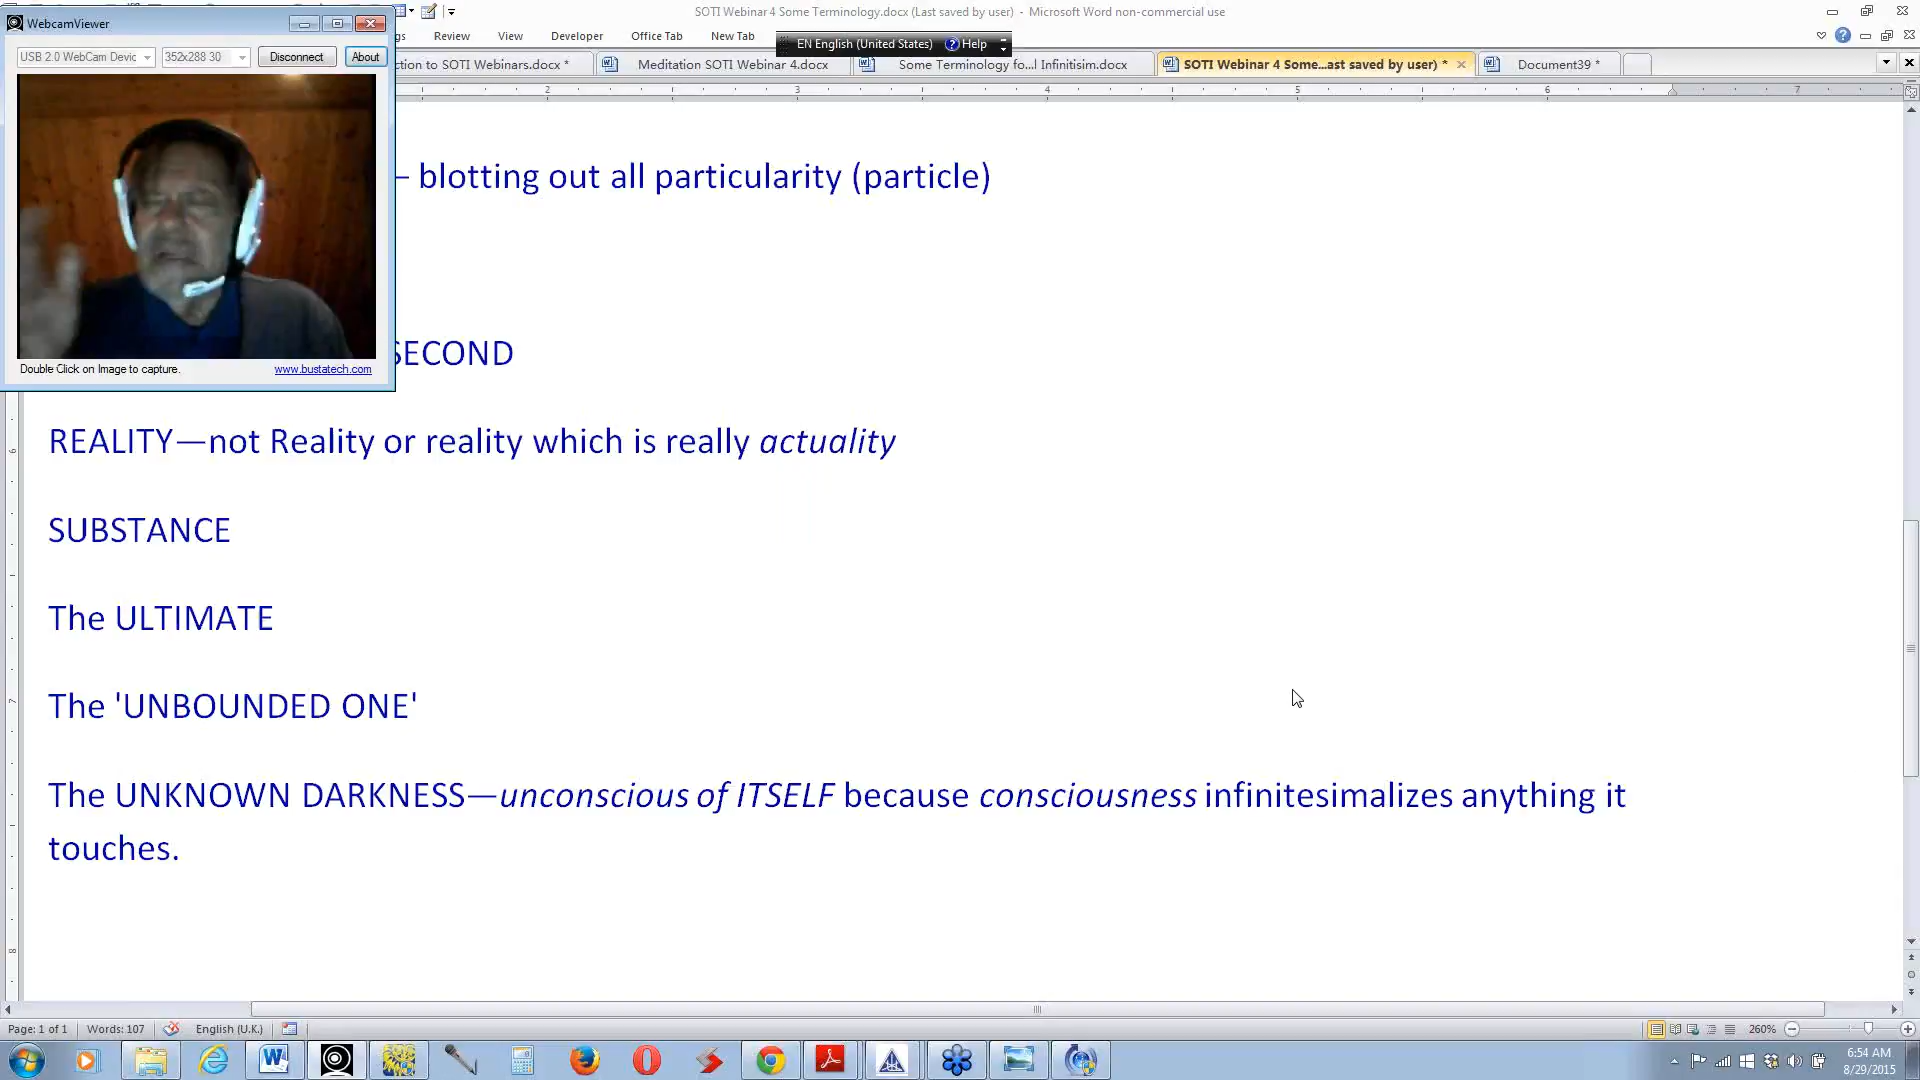 SOTI Webinar 4 Some Terminology.docx (Last saved by user) - Microsoft Word non-commercial use
WebcamViewer
Review View Developer Office Tab New Tab
EN English (United States) Help
USB 2.0 WebCam Devic 352x288 30 Disconnect About
ction to SOTI Webinars.docx * Meditation SOTI Webinar 4.docx Some Terminology fo...l Infinitisim.docx SOTI Webinar 4 Some...ast saved by user) * Document39 *
2 3 4 5 6 7
– blotting out all particularity (particle)
SECOND
Double Click on Image to capture. www.bustatech.com
REALITY—not Reality or reality which is really actuality
SUBSTANCE
The ULTIMATE
The 'UNBOUNDED ONE'
The UNKNOWN DARKNESS—unconscious of ITSELF because consciousness infinitesimalizes anything it
touches.
Page: 1 of 1 Words: 107 English (U.K.) 260%
6:54 AM
8/29/2015